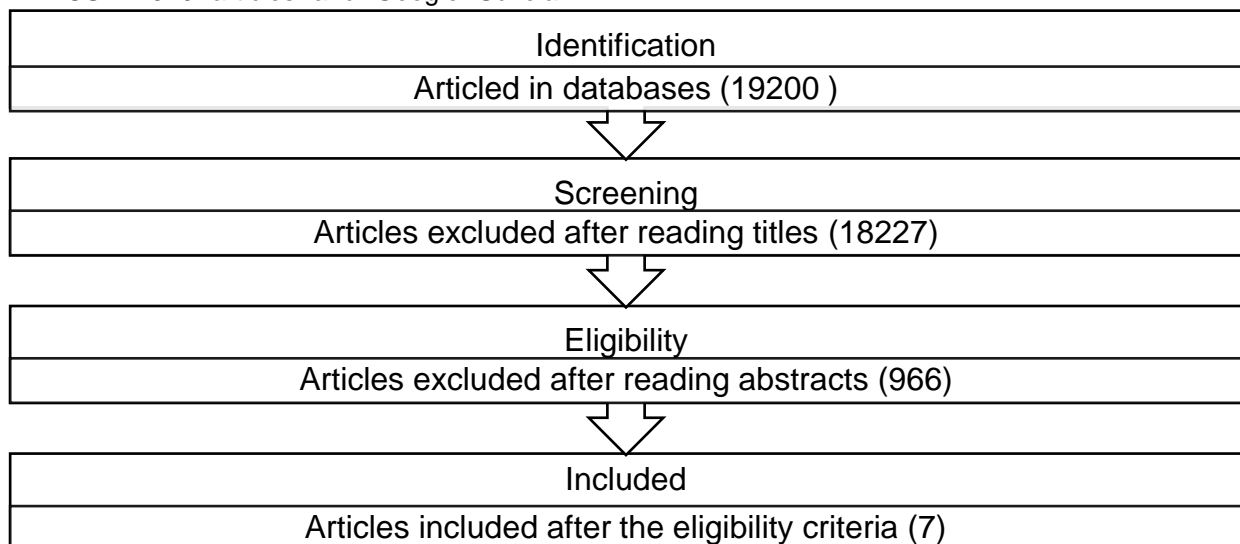 Identification
Articled in databases (19200 )
Screening
Articles excluded after reading titles (18227)
Eligibility
Articles excluded after reading abstracts (966)
Included
Articles included after the eligibility criteria (7)